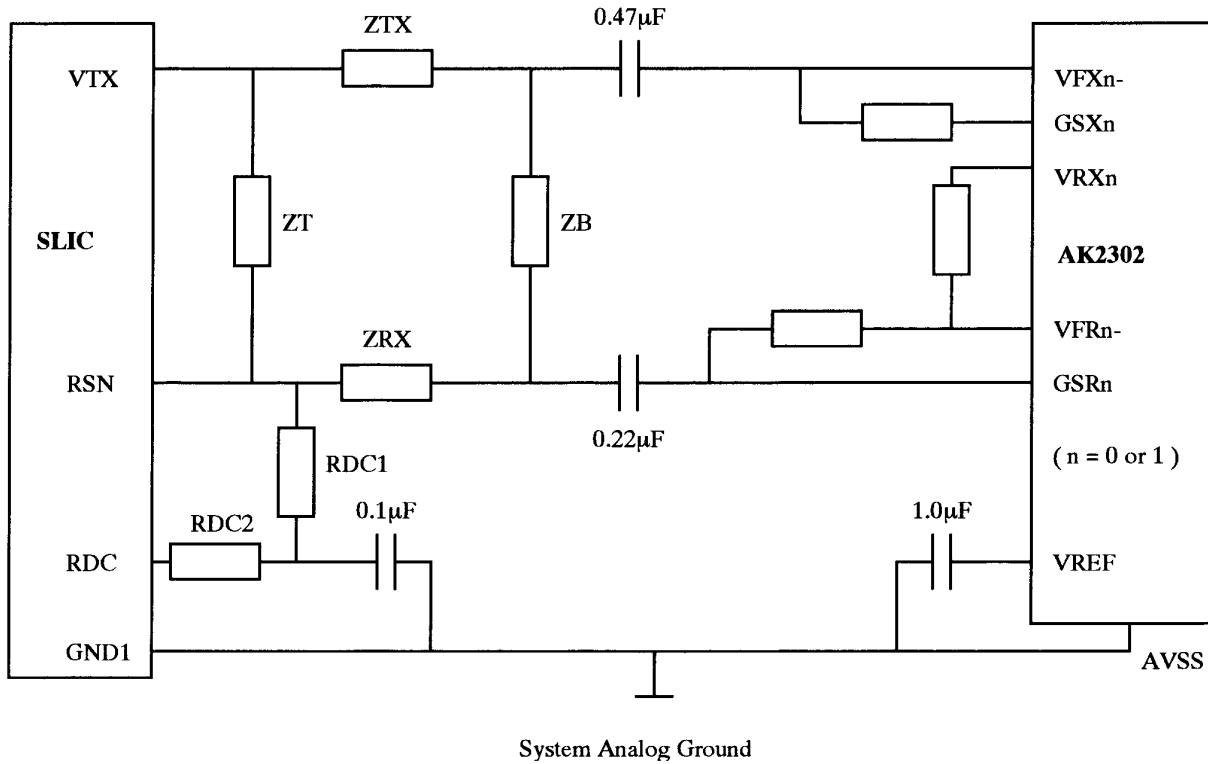 0.47µF
ZTX
VTX
VFXn-
GSXn
VRXn
ZT
ZB
SLIC
AK2302
ZRX
VFRn-
RSN
GSRn
0.22µF
RDC1
( n = 0 or 1 )
RDC2
0.1µF
1.0µF
RDC
VREF
GND1
AVSS
System Analog Ground